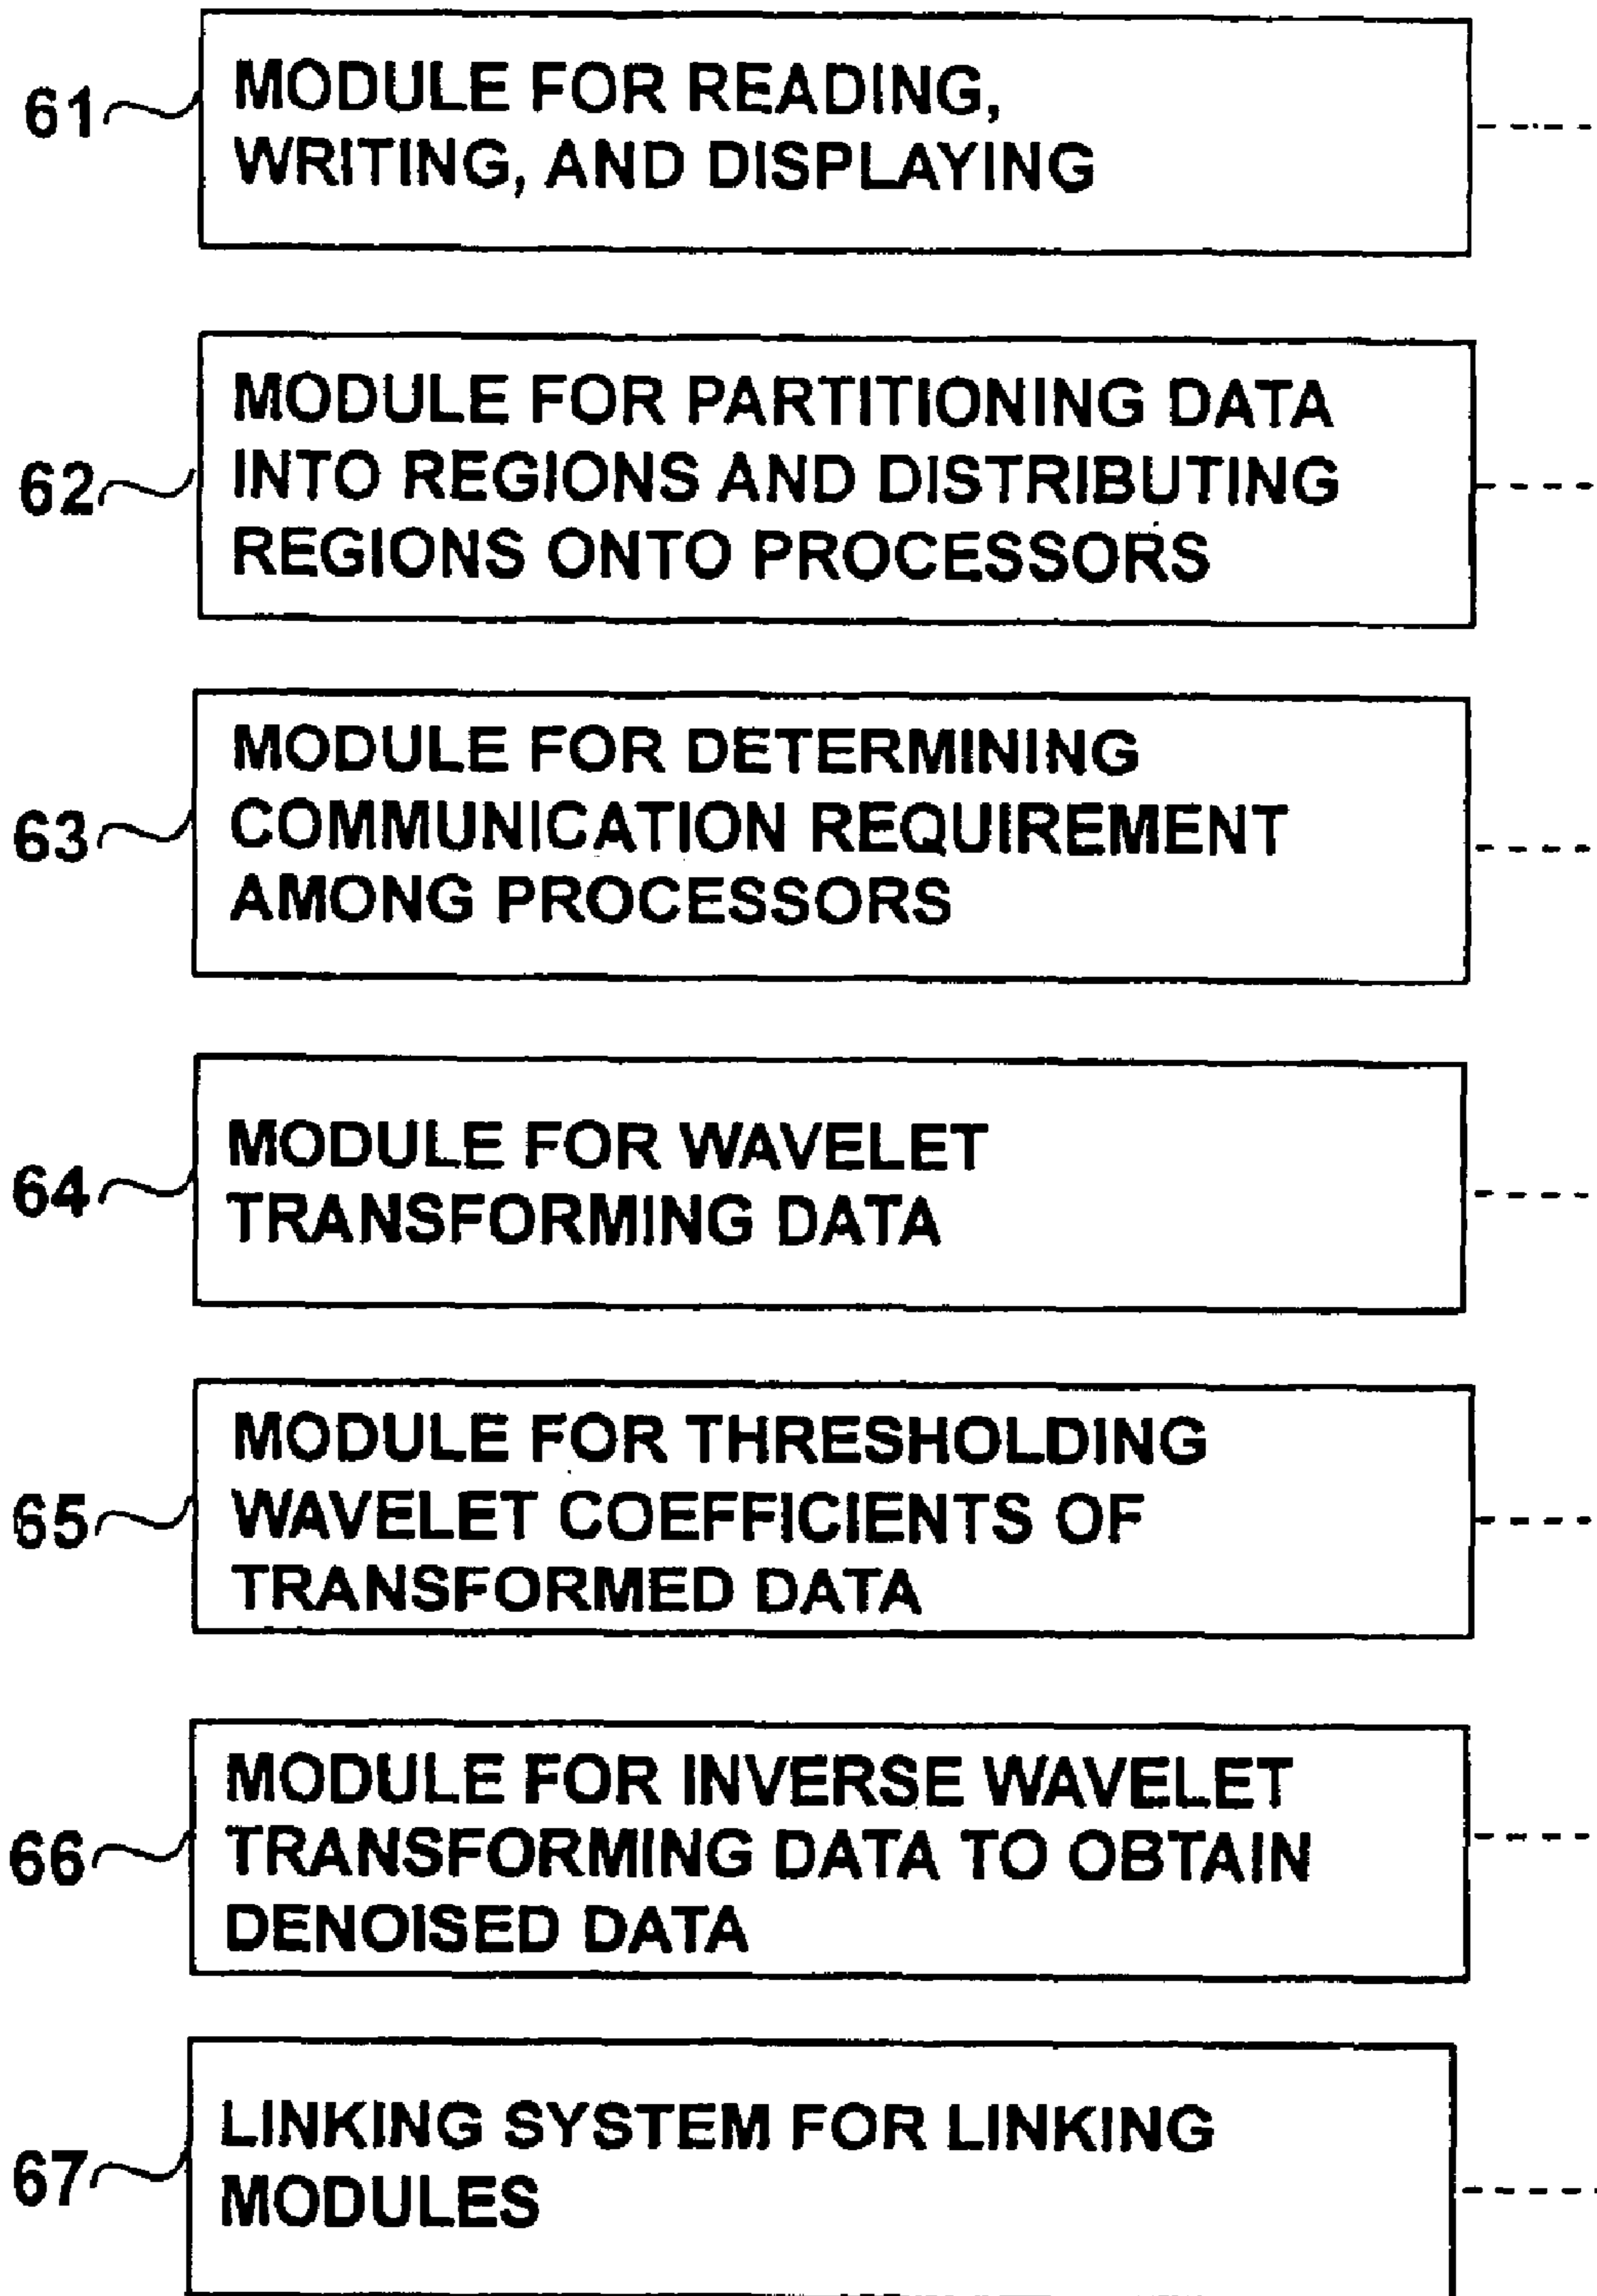 61 MODULE FOR READING,
WRITING, AND DISPLAYING
62 MODULE FOR PARTITIONING DATA
INTO REGIONS AND DISTRIBUTING
REGIONS ONTO PROCESSORS
63 MODULE FOR DETERMINING
COMMUNICATION REQUIREMENT
AMONG PROCESSORS
64 MODULE FOR WAVELET
TRANSFORMING DATA
65 MODULE FOR THRESHOLDING
WAVELET COEFFICIENTS OF
TRANSFORMED DATA
66 MODULE FOR INVERSE WAVELET
TRANSFORMING DATA TO OBTAIN
DENOISED DATA
67 LINKING SYSTEM FOR LINKING
MODULES